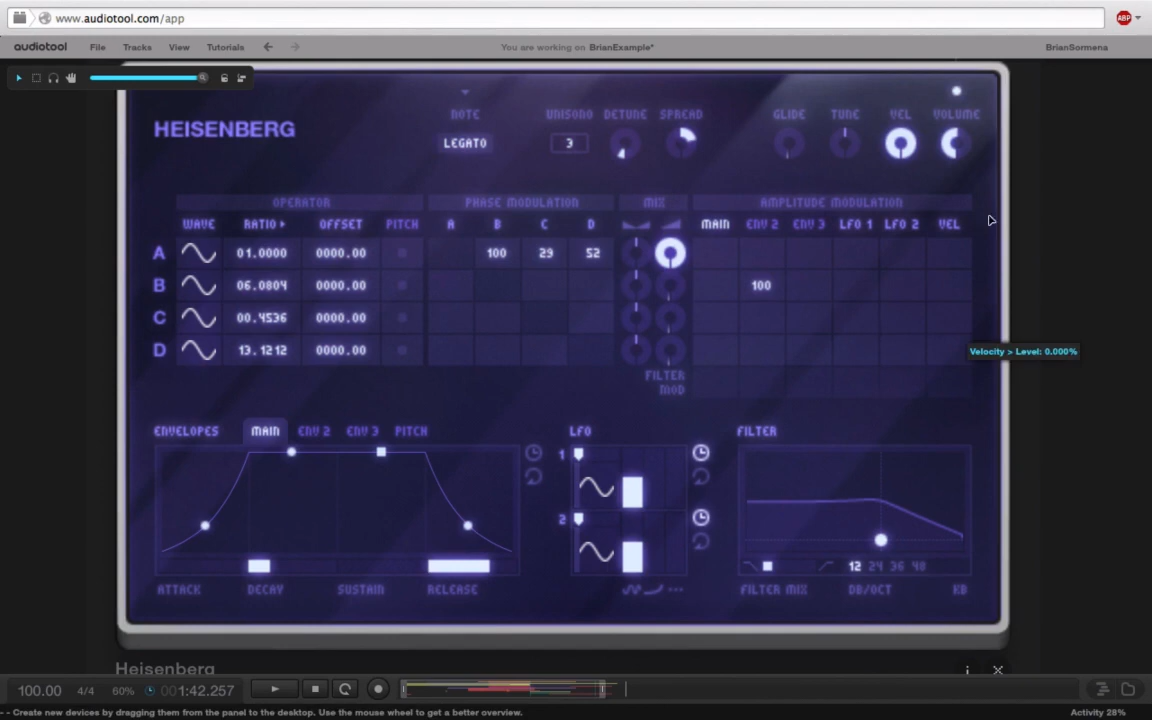 www.audiotool.com/app
ABP
audiotool File Tracks View Tutorials You are working on BrianExample* BrianSormena
HEISENBERG
NOTE UNISONO DETUNE SPREAD GLIDE TUNE VEL VOLUME
LEGATO 3
OPERATOR PHASE MODULATION MIX AMPLITUDE MODULATION
WAVE RATIO OFFSET PITCH A B C D MAIN ENV 2 ENV 3 LFO 1 LFO 2 VEL
A 01.0000 0000.00 100 29 52
B 06.0804 0000.00 100
C 00.4536 0000.00
D 13.1212 0000.00
Velocity > Level: 0.000%
FILTER
MOD
ENVELOPES MAIN ENV 2 ENV 3 PITCH LFO FILTER
1
2
12 24 36 48
ATTACK DECAY SUSTAIN RELEASE FILTER MIX DB/OCT KB
Heisenberg
100.00 4/4 60% 001:42.257
-- Create new devices by dragging them from the panel to the desktop. Use the mouse wheel to get a better overview. Activity 28%